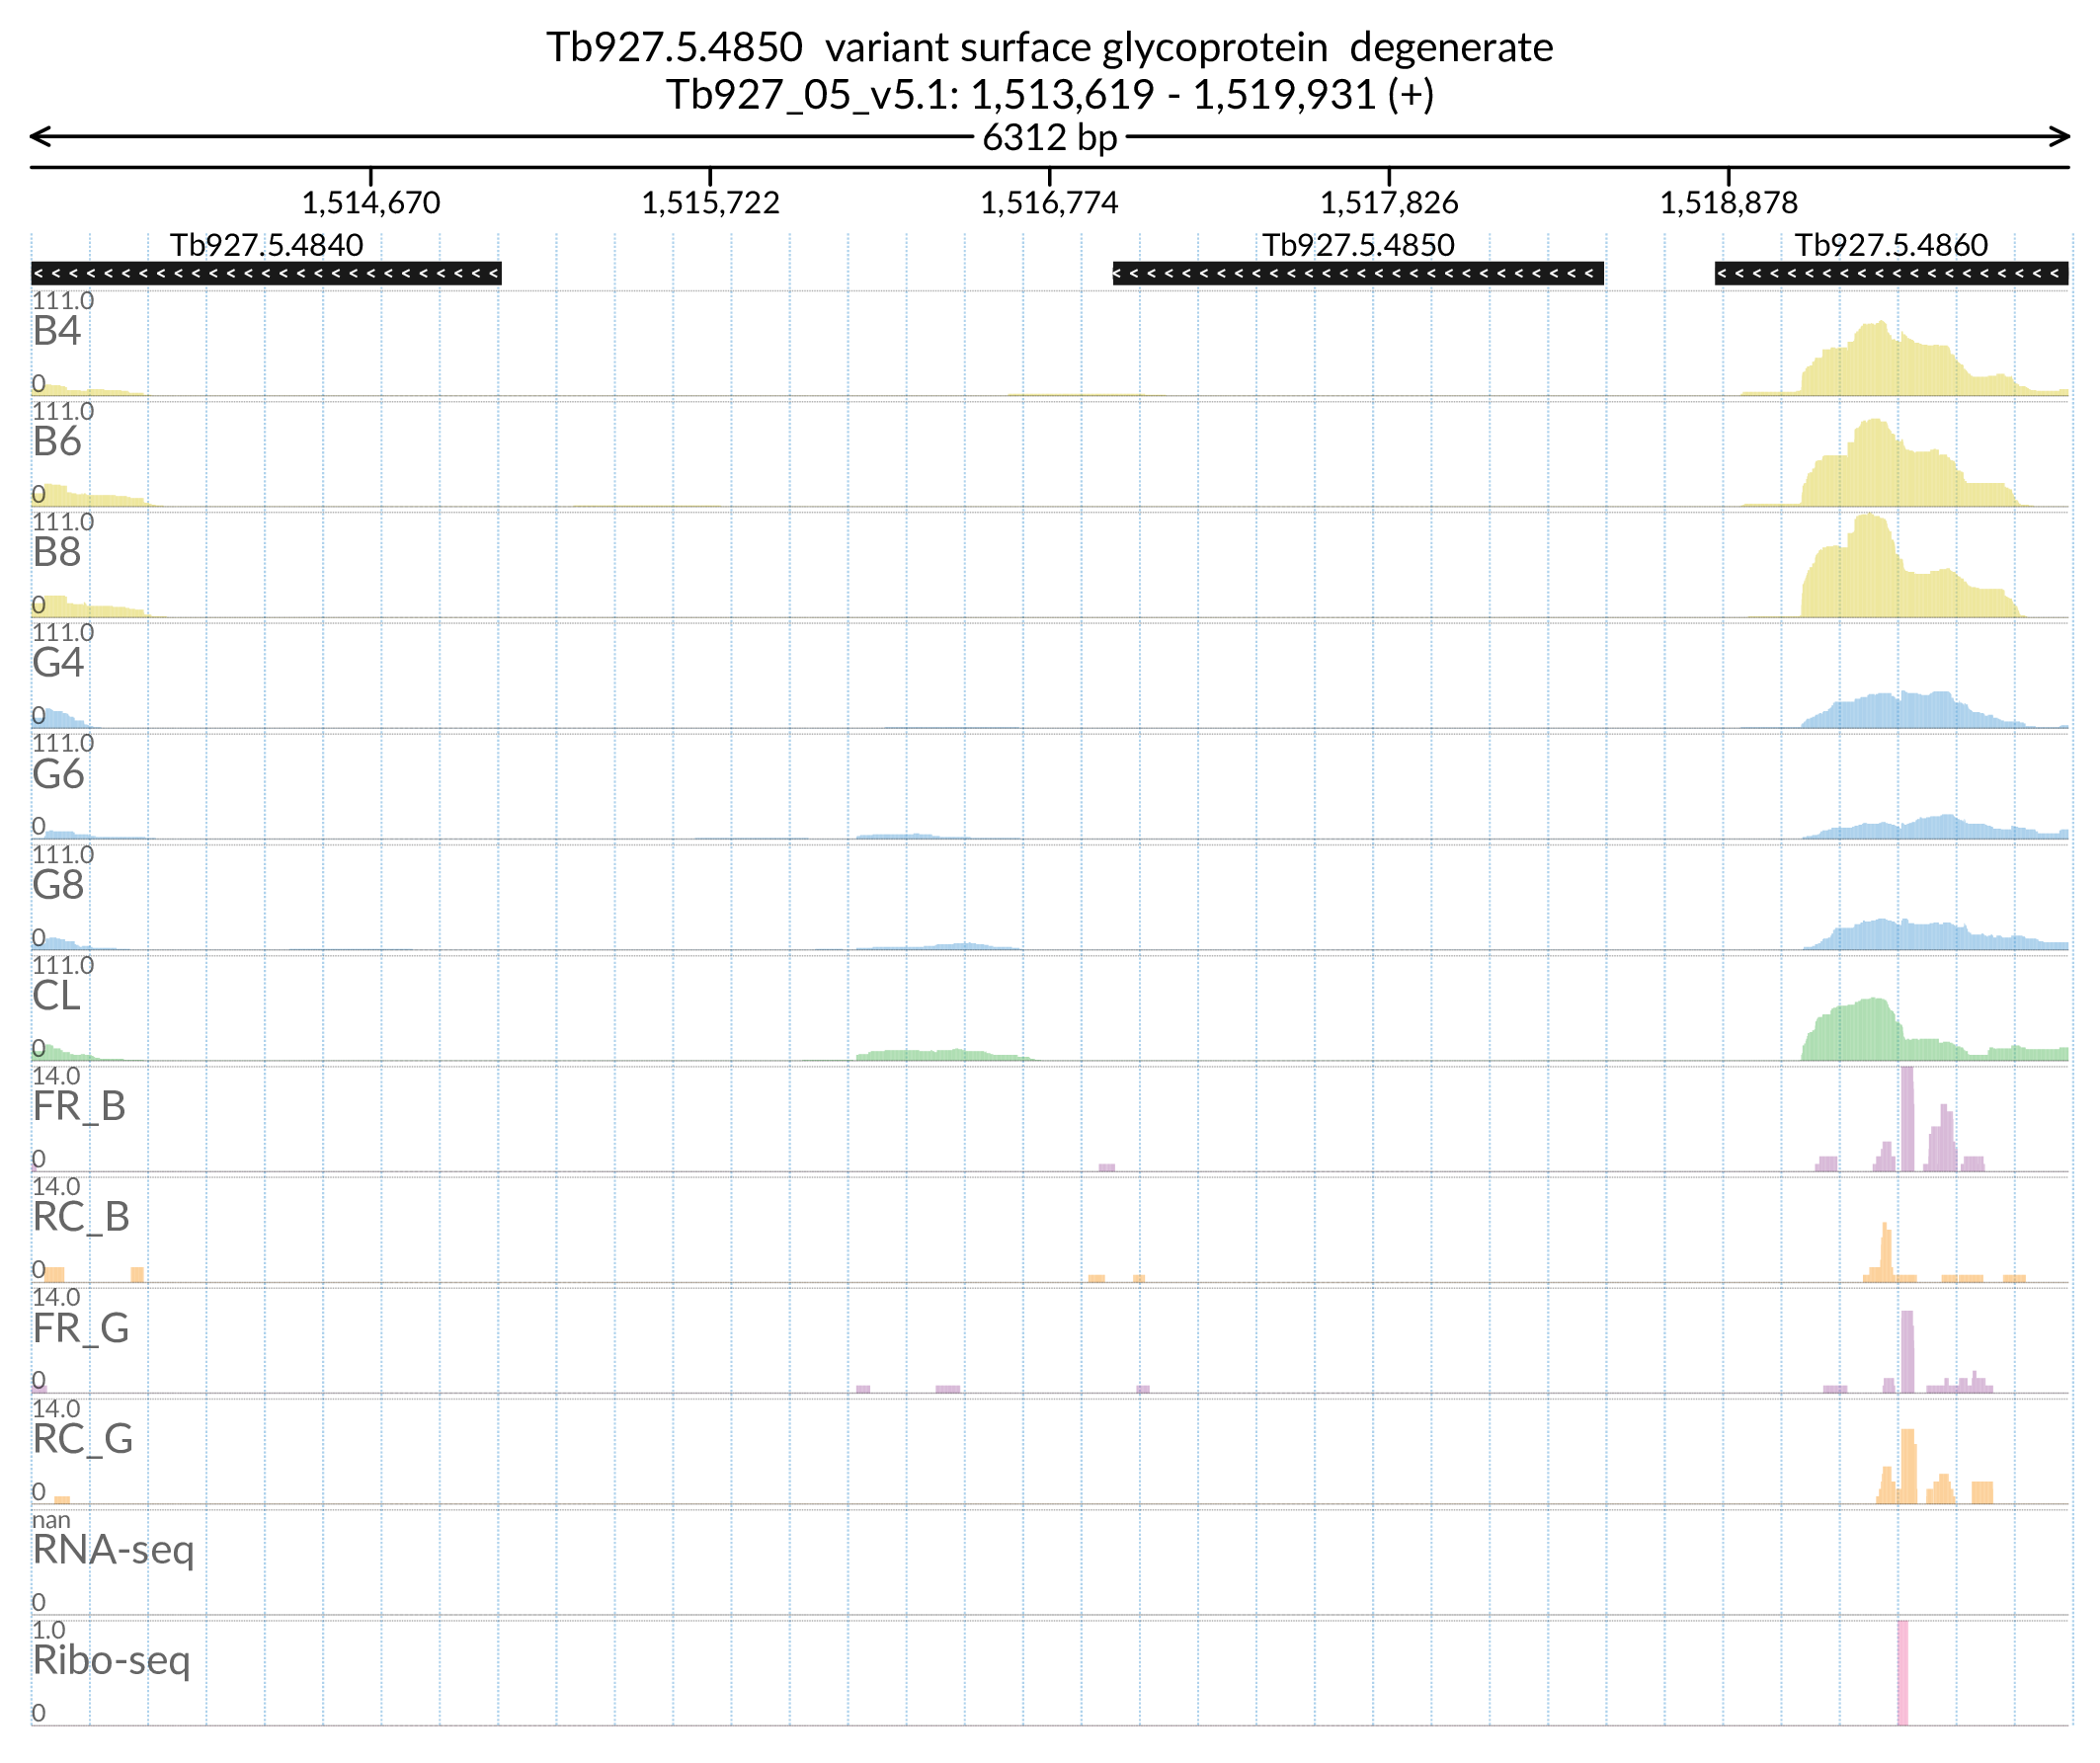 Tb927.5.4850 variant surface glycoprotein degenerate
Tb927_05_v5.1: 1,513,619 - 1,519,931 (+)
6312 bp
1,514,670 1,515,722 1,516,774 1,517,826 1,518,878
Tb927.5.4840 Tb927.5.4850 Tb927.5.4860
111.0
B4
0
111.0
B6
0
111.0
B8
0
111.0
G4
0
111.0
G6
0
111.0
G8
0
111.0
CL
0
14.0
FR_B
0
14.0
RC_B
0
14.0
FR_G
0
14.0
RC_G
0
nan
RNA-seq
0
1.0
Ribo-seq
0